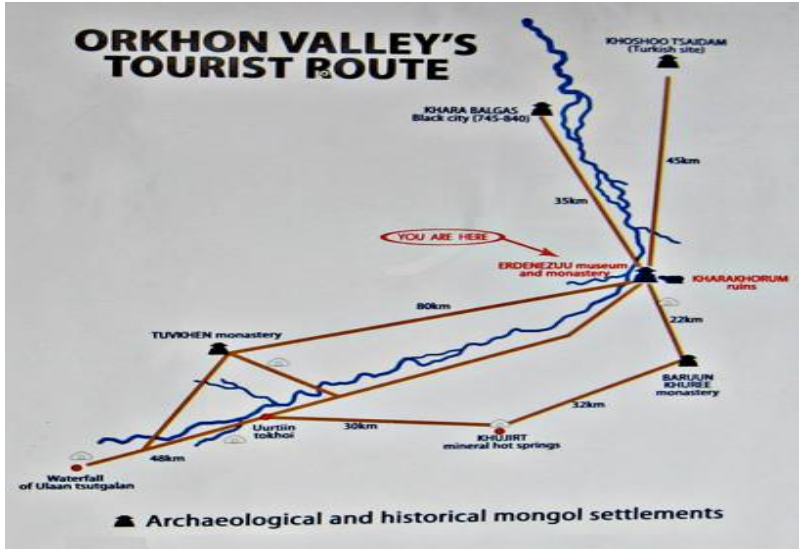 ORKHON VALLEY'S
TOURIST ROUTE
KHOSHOO TSAIDAM
(Turkish site)
KHARA BALGAS
Black city (745-840)
45km
35km
YOU ARE HERE
ERDENEZUU museum
and monastery
KHARAKHORUM
ruins
80km
22km
TUVKHEN monastery
BARUUN
KHUREE
monastery
32km
Uurtiin
tokhoi
30km
KHUJIRT
mineral hot springs
48km
Waterfall
of Ulaan tsutgalan
Archaeological and historical mongol settlements